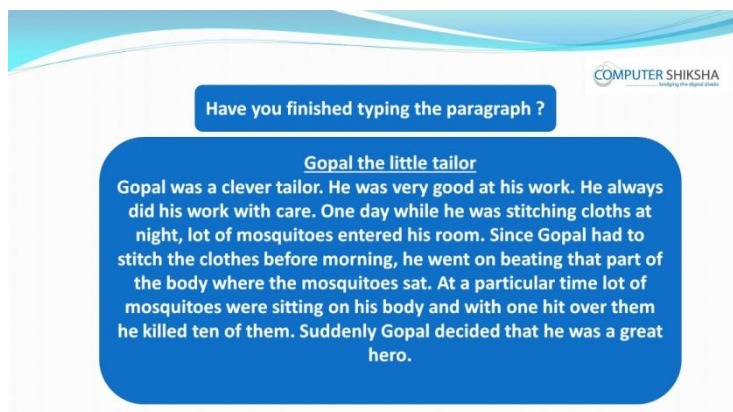 COMPUTER SHIKSHA
bridging the digital divide
Have you finished typing the paragraph ?
Gopal the little tailor
Gopal was a clever tailor. He was very good at his work. He always
did his work with care. One day while he was stitching cloths at
night, lot of mosquitoes entered his room. Since Gopal had to
stitch the clothes before morning, he went on beating that part of
the body where the mosquitoes sat. At a particular time lot of
mosquitoes were sitting on his body and with one hit over them
he killed ten of them. Suddenly Gopal decided that he was a great
hero.